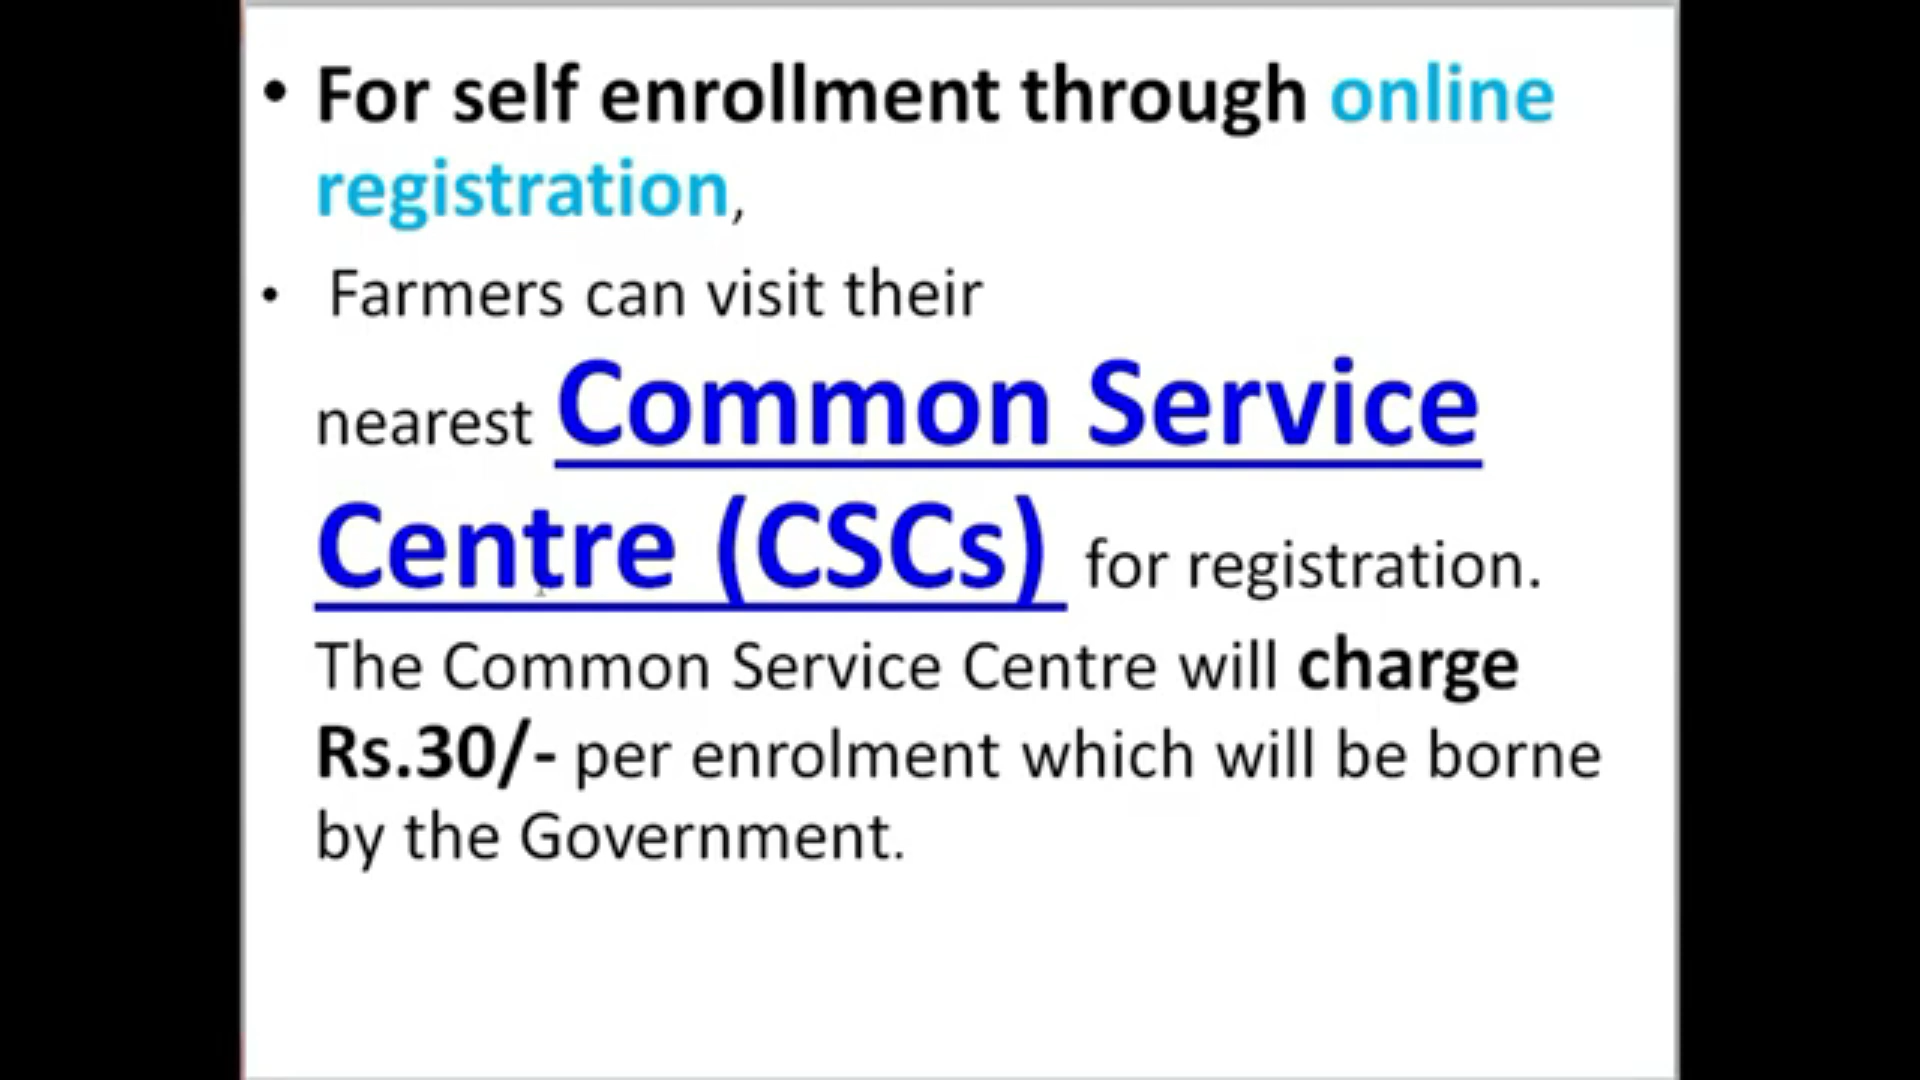 • For self enrollment through online
registration,
• Farmers can visit their
nearest Common Service
Centre (CSCs) for registration.
The Common Service Centre will charge
Rs.30/- per enrolment which will be borne
by the Government.